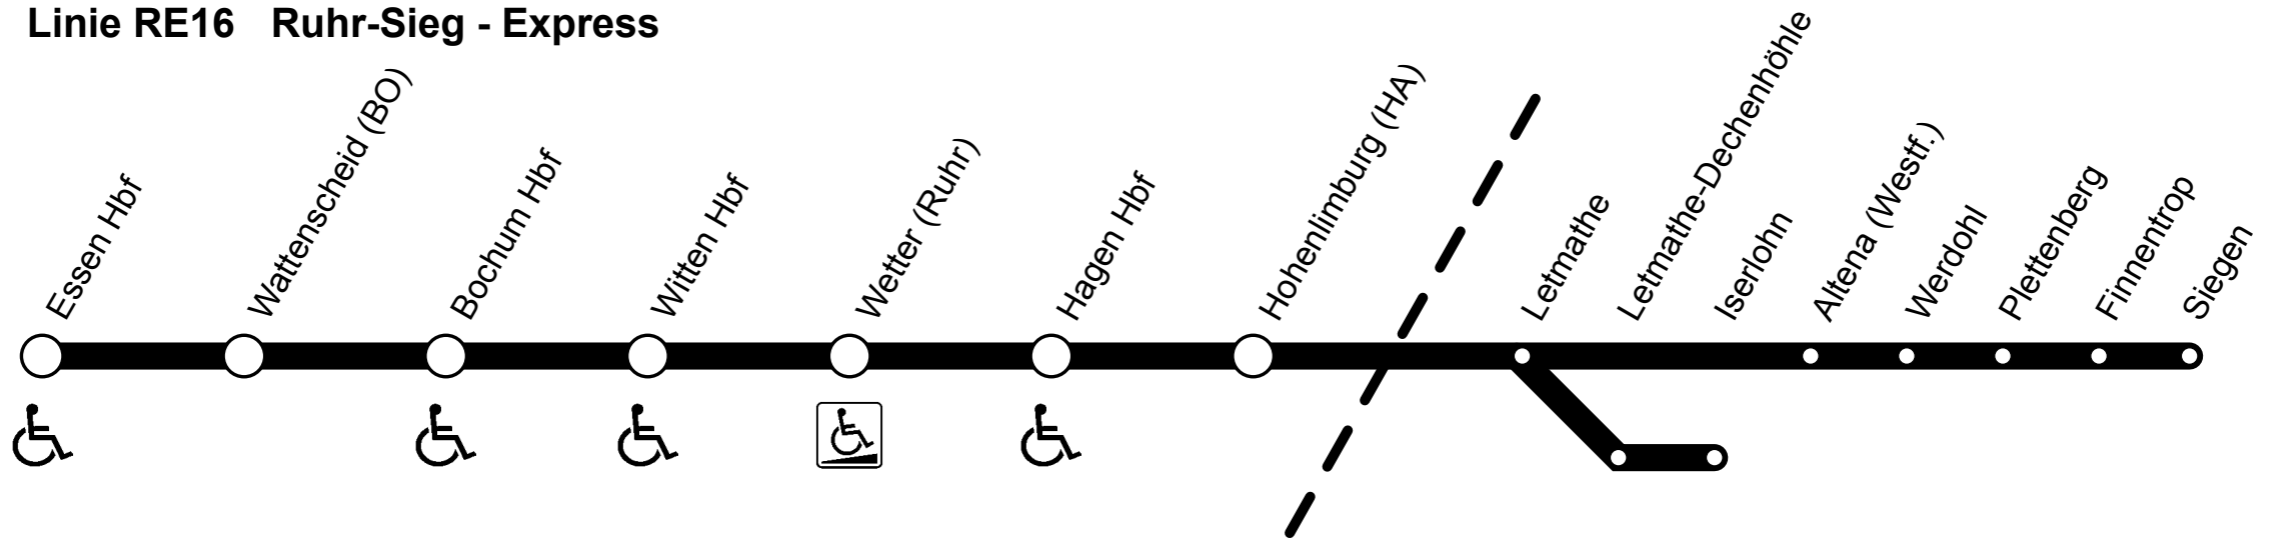 Linie RE16 Ruhr-Sieg - Express
Essen Hbf
Wattenscheid (BO)
Bochum Hbf
Witten Hbf
Wetter (Ruhr)
Hagen Hbf
Hohenlimburg (HA)
Letmathe
Letmathe-Dechenhöhle
Iserlohn
Altena (Westf.)
Werdohl
Plettenberg
Finnentrop
Siegen